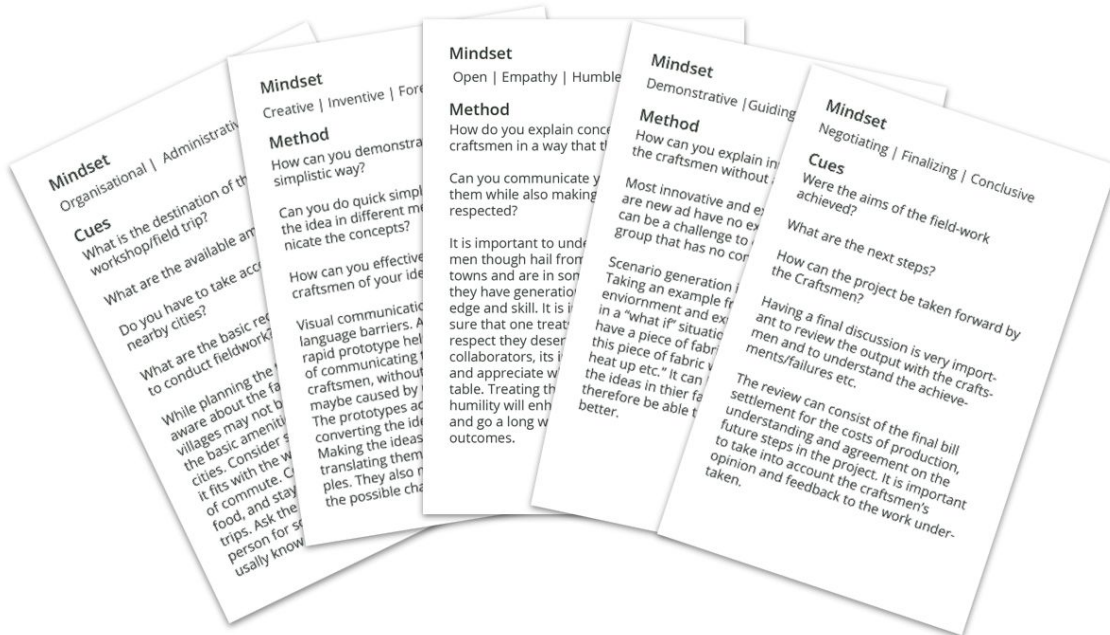 Mindset
Organisational | Administrativ
Cues
What is the destination of th
workshop/field trip?
What are the available am
Do you have to take acc
nearby cities?
What are the basic req
to conduct fieldwork?
While planning the
aware about the fa
villages may not b
the basic ameniti
cities. Consider s
it fits with the w
of commute. C
food, and stay
trips. Ask the
person for so
usally know
Mindset
Creative | Inventive | Fore
Method
How can you demonstra
simplistic way?
Can you do quick simpl
the idea in different me
nicate the concepts?
How can you effective
craftsmen of your ide
Visual communicatio
language barriers. A
rapid prototype hel
of communicating
craftsmen, without
maybe caused by
The prototypes ac
converting the ide
Making the ideas
translating them
ples. They also
the possible cha
Mindset
Open | Empathy | Humble
Method
How do you explain conce
craftsmen in a way that th
Can you communicate y
them while also making
respected?
It is important to unde
men though hail from
towns and are in som
they have generatio
edge and skill. It is i
sure that one treat
respect they deser
collaborators, its i
and appreciate w
table. Treating th
humility will enh
and go a long w
outcomes.
Mindset
Demonstrative |Guiding
Method
How can you explain in
the craftsmen without
Most innovative and e
are new ad have no ex
can be a challenge to
group that has no con
Scenario generation i
Taking an example fr
enviornment and ex
in a "what if" situatio
have a piece of fabr
this piece of fabric w
heat up etc." It can
the ideas in thier fa
therefore be able t
better.
Mindset
Negotiating | Finalizing | Conclusive
Cues
Were the aims of the field-work
achieved?
What are the next steps?
How can the project be taken forward by
the Craftsmen?
Having a final discussion is very import-
ant to review the output with the crafts-
men and to understand the achieve-
ments/failures etc.
The review can consist of the final bill
settlement for the costs of production,
understanding and agreement on the
future steps in the project. It is important
to take into account the craftsmen's
opinion and feedback to the work under-
taken.